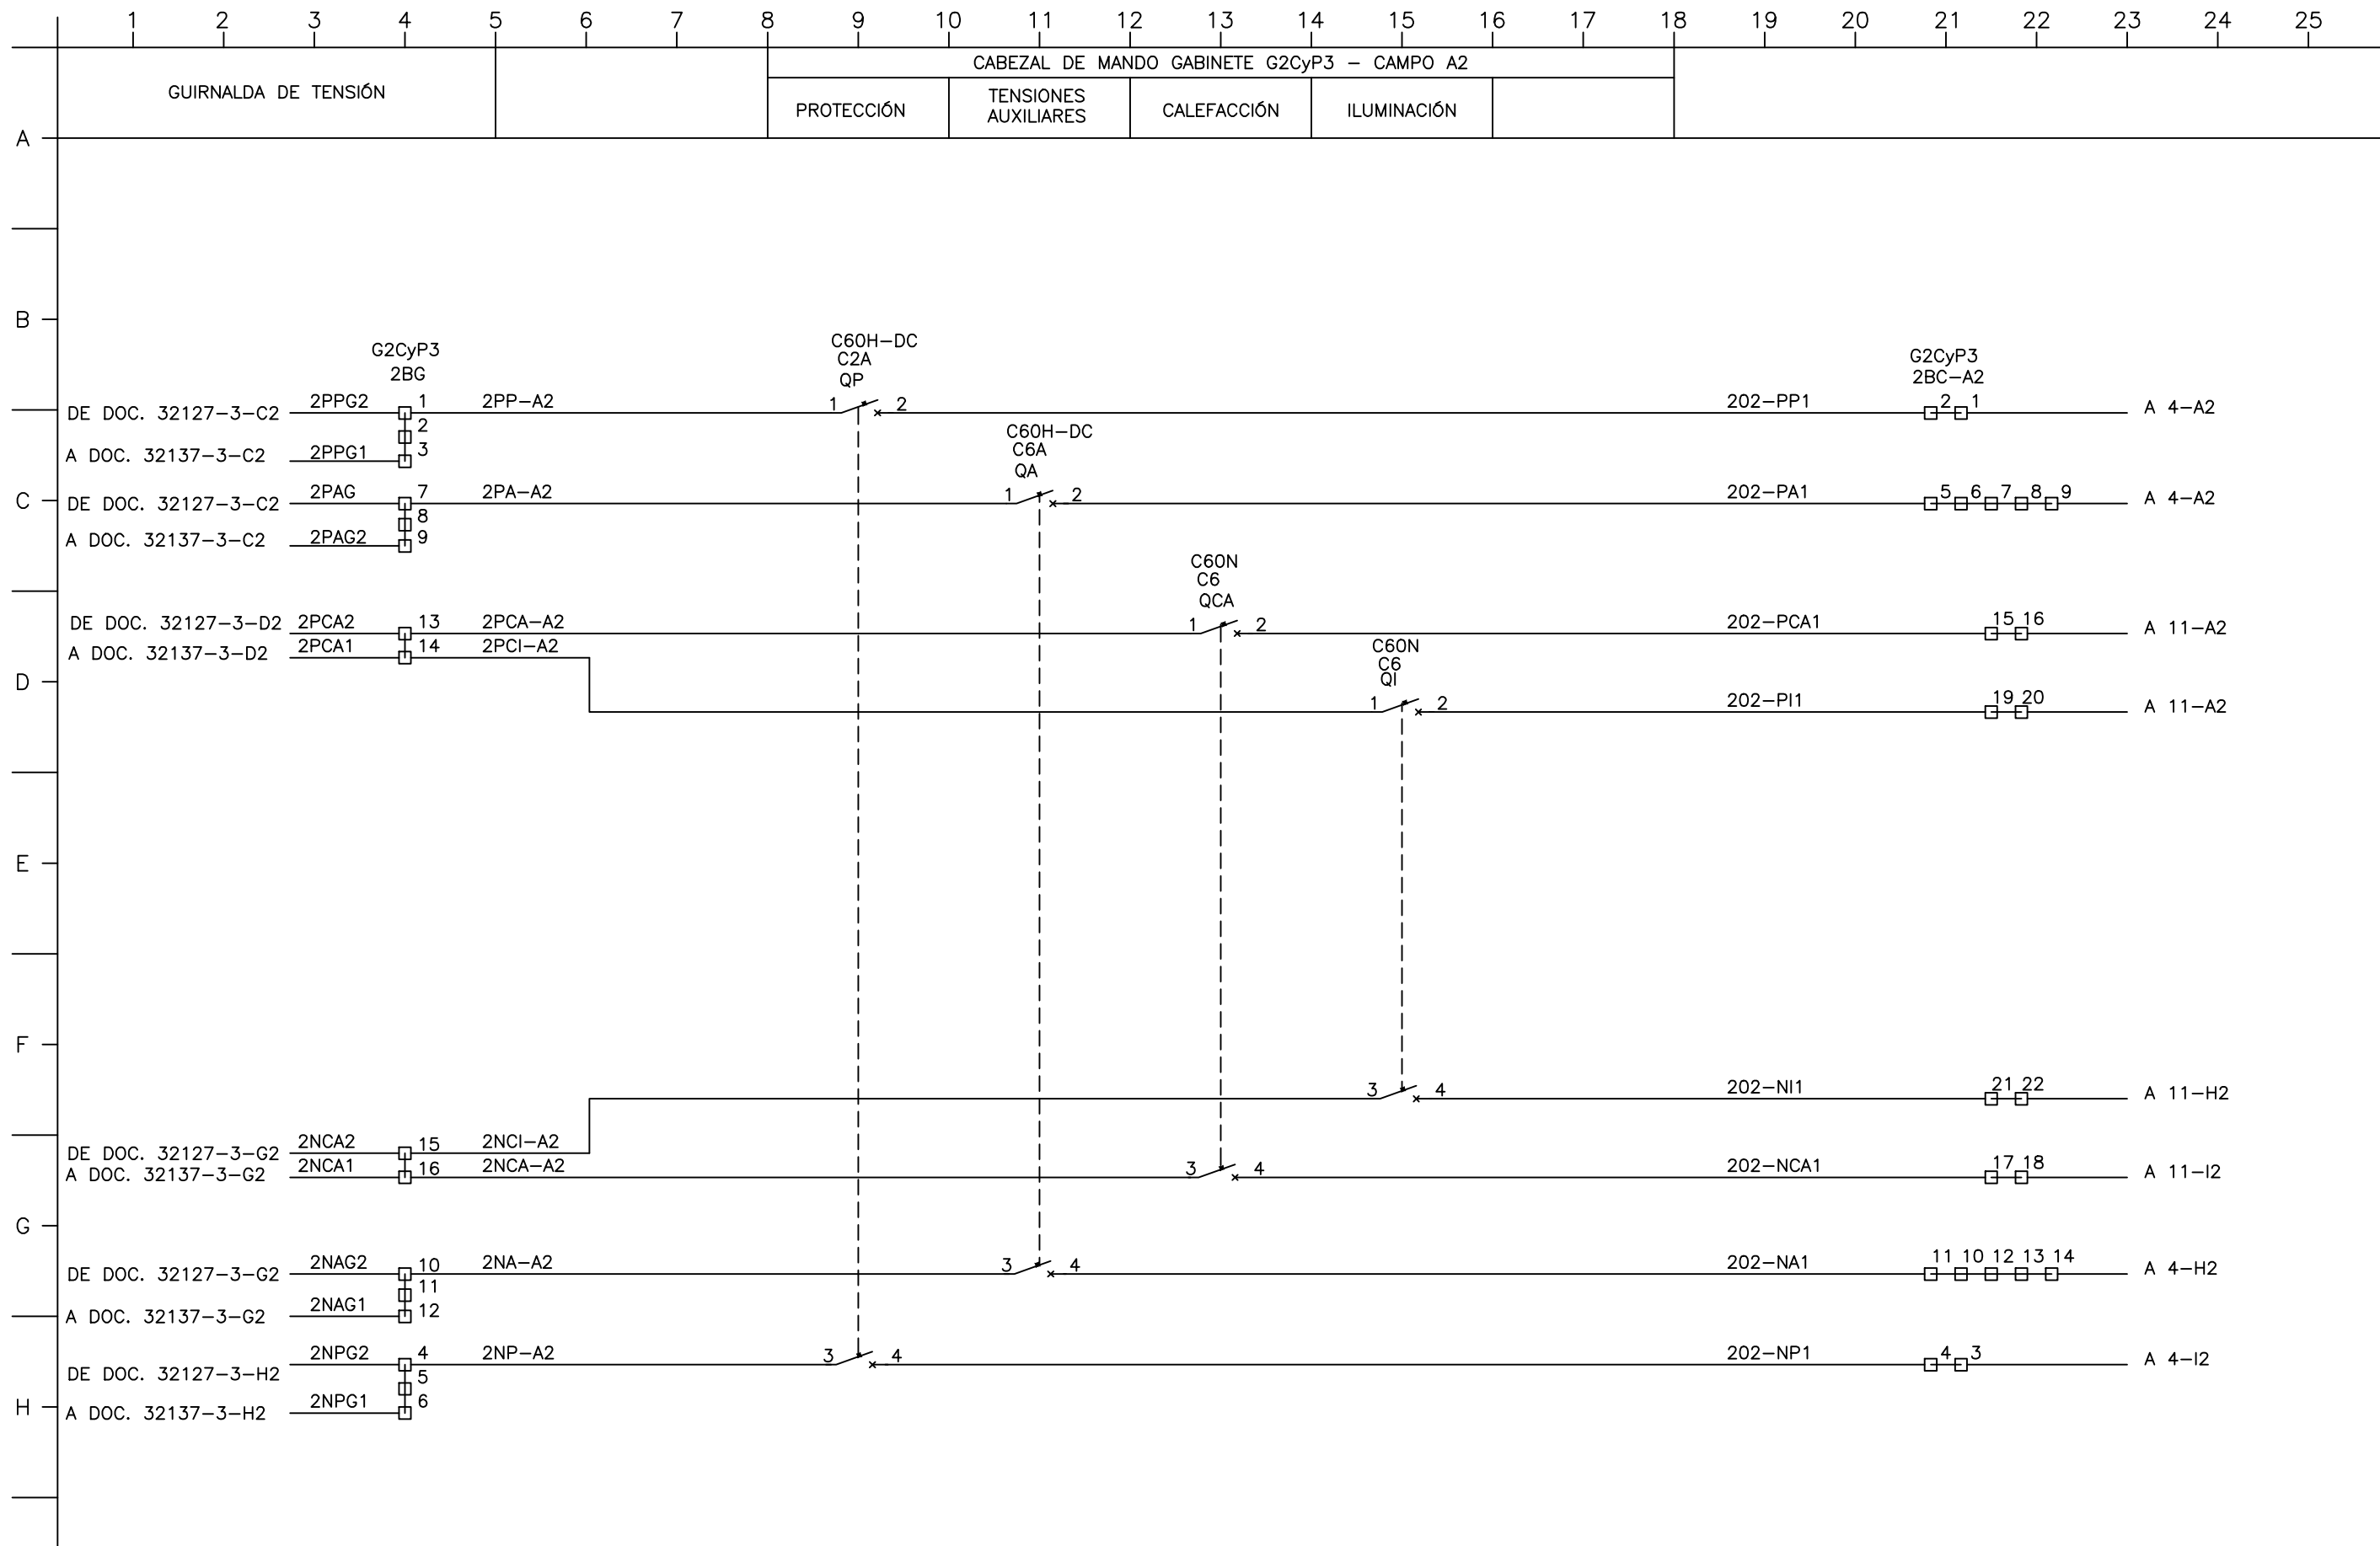 1 2 3 4 5 6 7 8 9 10 11 12 13 14 15 16 17 18 19 20 21 22 23 24 25
CABEZAL DE MANDO GABINETE G2CyP3 – CAMPO A2
GUIRNALDA DE TENSIÓN
PROTECCIÓN
TENSIONES
AUXILIARES
CALEFACCIÓN
ILUMINACIÓN
A
B
C60H–DC
C2A
QP
G2CyP3
2BG
G2CyP3
2BC–A2
DE DOC. 32127–3–C2 2PPG2 1 2PP–A2 1 2 202–PP1 2 1 A 4–A2
2
A DOC. 32137–3–C2 2PPG1 3
C60H–DC
C6A
QA
C
DE DOC. 32127–3–C2 2PAG 7 2PA–A2 1 2 202–PA1 5 6 7 8 9 A 4–A2
8
A DOC. 32137–3–C2 2PAG2 9
C60N
C6
QCA
DE DOC. 32127–3–D2 2PCA2 13 2PCA–A2 1 2 202–PCA1 15 16 A 11–A2
A DOC. 32137–3–D2 2PCA1 14 2PCI–A2
C60N
C6
QI
D
1 2 202–PI1 19 20 A 11–A2
E
F
3 4 202–NI1 21 22 A 11–H2
DE DOC. 32127–3–G2 2NCA2 15 2NCI–A2
A DOC. 32137–3–G2 2NCA1 16 2NCA–A2 3 4 202–NCA1 17 18 A 11–I2
G
DE DOC. 32127–3–G2 2NAG2 10 2NA–A2 3 4 202–NA1 11 10 12 13 14 A 4–H2
11
A DOC. 32137–3–G2 2NAG1 12
DE DOC. 32127–3–H2 2NPG2 4 2NP–A2 3 4 202–NP1 4 3 A 4–I2
5
H
A DOC. 32137–3–H2 2NPG1 6